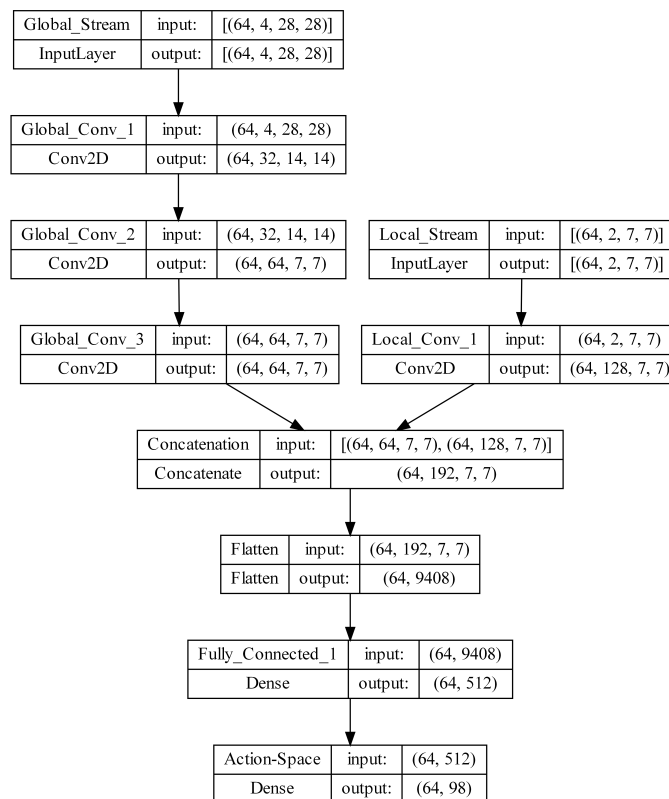 Global_Stream input: [(64, 4, 28, 28)]
InputLayer output: [(64, 4, 28, 28)]
Global_Conv_1 input: (64, 4, 28, 28)
Conv2D output: (64, 32, 14, 14)
Global_Conv_2 input: (64, 32, 14, 14)
Conv2D output: (64, 64, 7, 7)
Local_Stream input: [(64, 2, 7, 7)]
InputLayer output: [(64, 2, 7, 7)]
Global_Conv_3 input: (64, 64, 7, 7)
Conv2D output: (64, 64, 7, 7)
Local_Conv_1 input: (64, 2, 7, 7)
Conv2D output: (64, 128, 7, 7)
Concatenation input: [(64, 64, 7, 7), (64, 128, 7, 7)]
Concatenate output: (64, 192, 7, 7)
Flatten input: (64, 192, 7, 7)
Flatten output: (64, 9408)
Fully_Connected_1 input: (64, 9408)
Dense output: (64, 512)
Action-Space input: (64, 512)
Dense output: (64, 98)